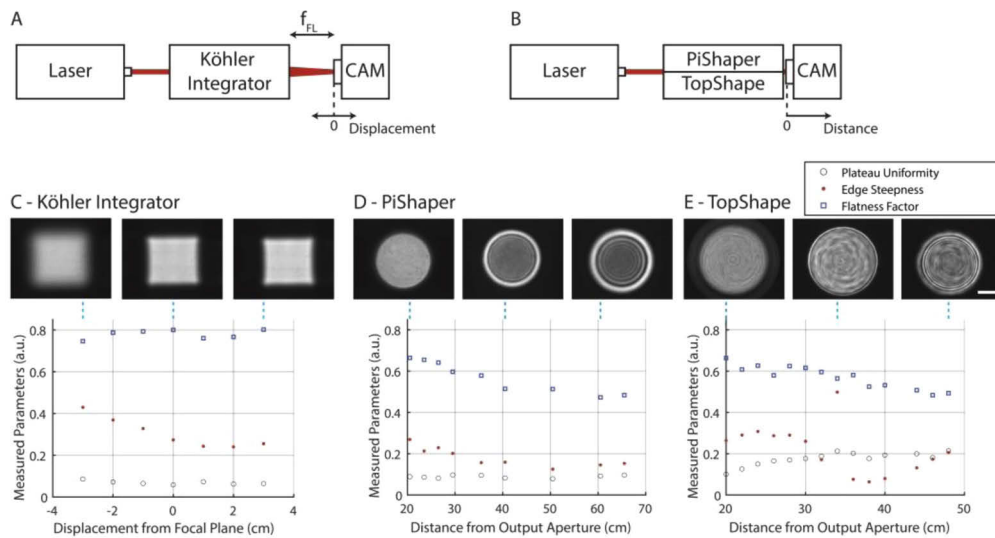 A
f FL
Laser
Köhler
Integrator
CAM
0
Displacement
B
Laser
PiShaper
TopShape
CAM
0
Distance
Plateau Uniformity
Edge Steepness
Flatness Factor
C - Köhler Integrator
D - PiShaper
E - TopShape
Measured Parameters (a.u.)
0.8
0.6
0.4
0.2
0
-4
-2
0
2
4
Displacement from Focal Plane (cm)
Measured Parameters (a.u.)
0.8
0.6
0.4
0.2
0
20
30
40
50
60
70
Distance from Output Aperture (cm)
Measured Parameters (a.u.)
0.8
0.6
0.4
0.2
0
20
30
40
50
Distance from Output Aperture (cm)